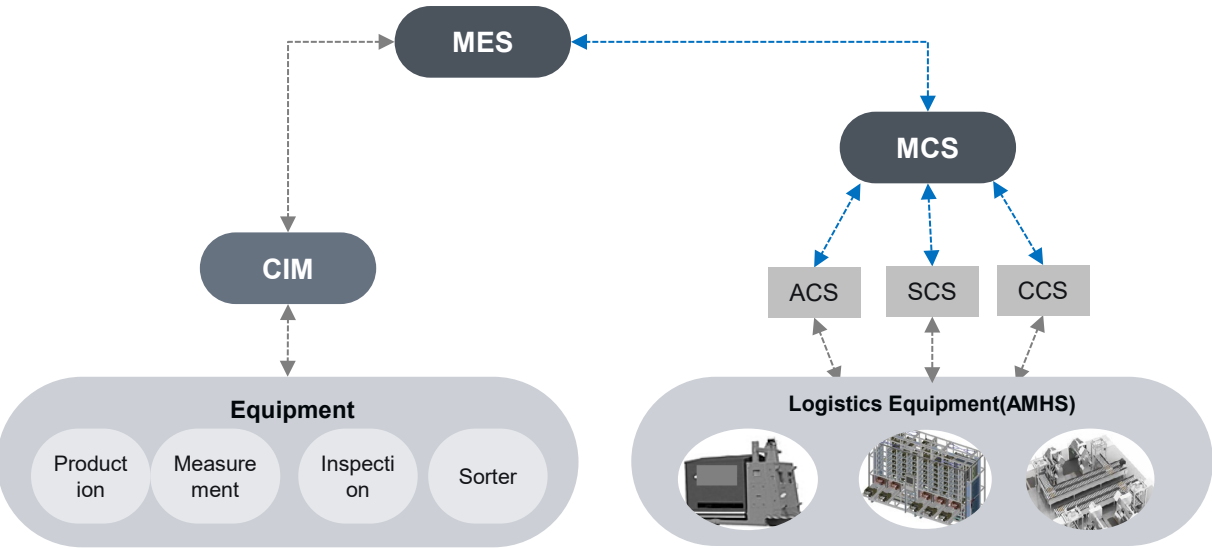 MES
MCS
CIM
ACS
SCS
CCS
Equipment
Product
ion
Measure
ment
Inspecti
on
Sorter
Logistics Equipment(AMHS)